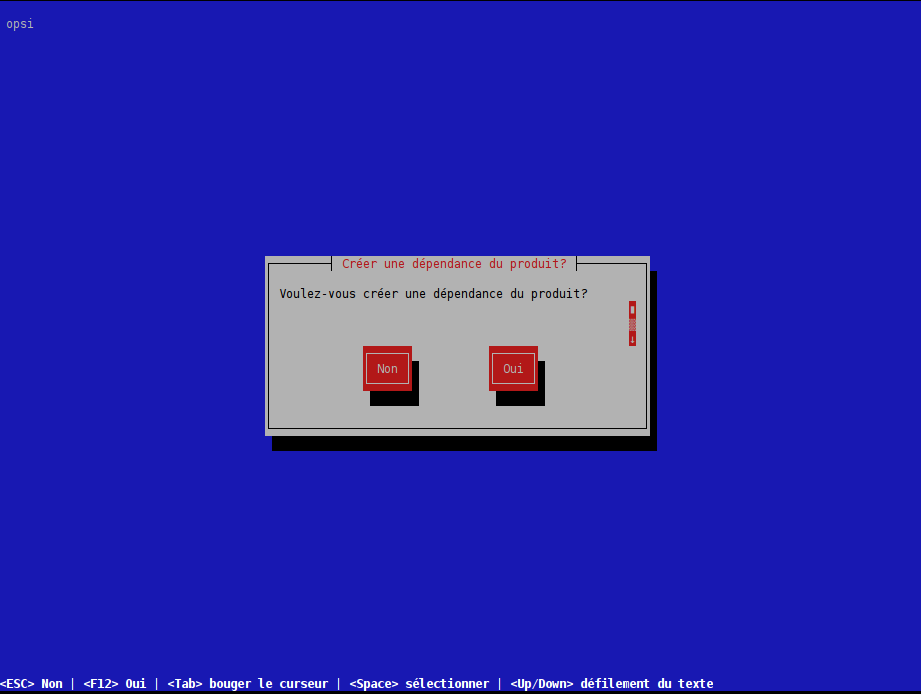 opsi
Créer une dépendance du produit?
Voulez-vous créer une dépendance du produit?
Non
Oui
<ESC> Non | <F12> Oui | <Tab> bouger le curseur | <Space> sélectionner | <Up/Down> défilement du texte